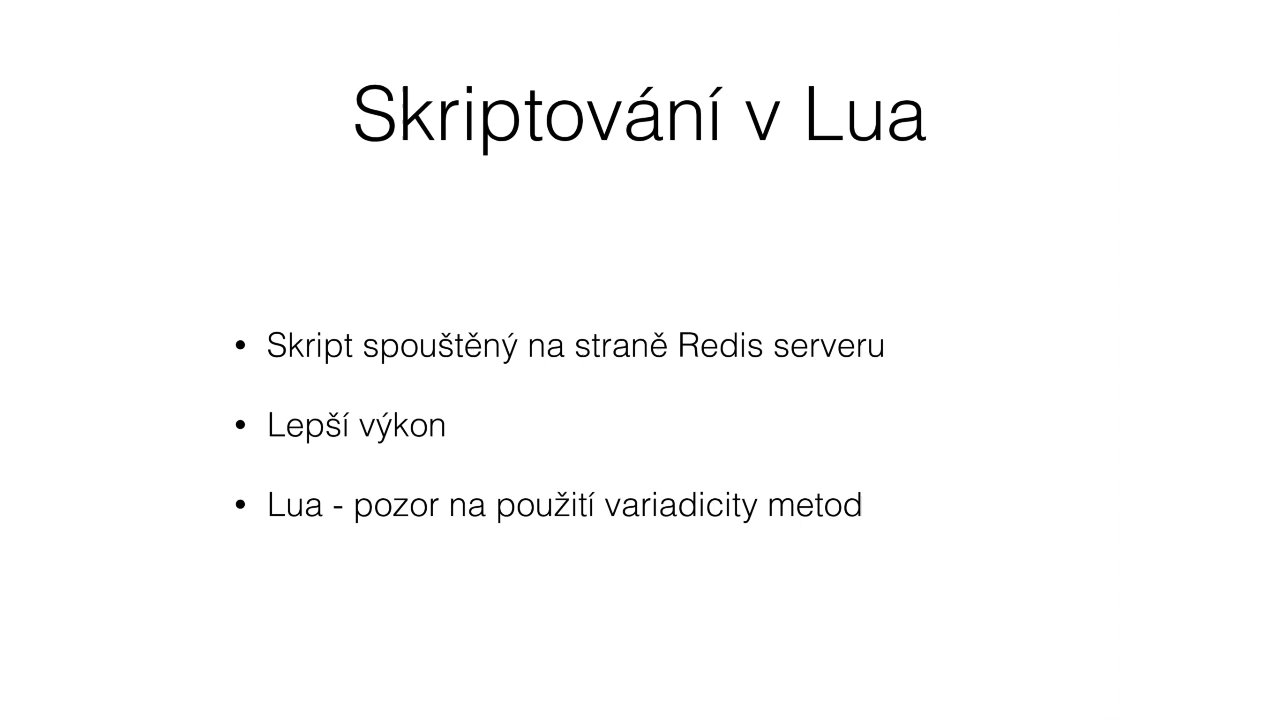 Skriptování v Lua
• Skript spouštěný na straně Redis serveru
• Lepší výkon
• Lua - pozor na použití variadicity metod